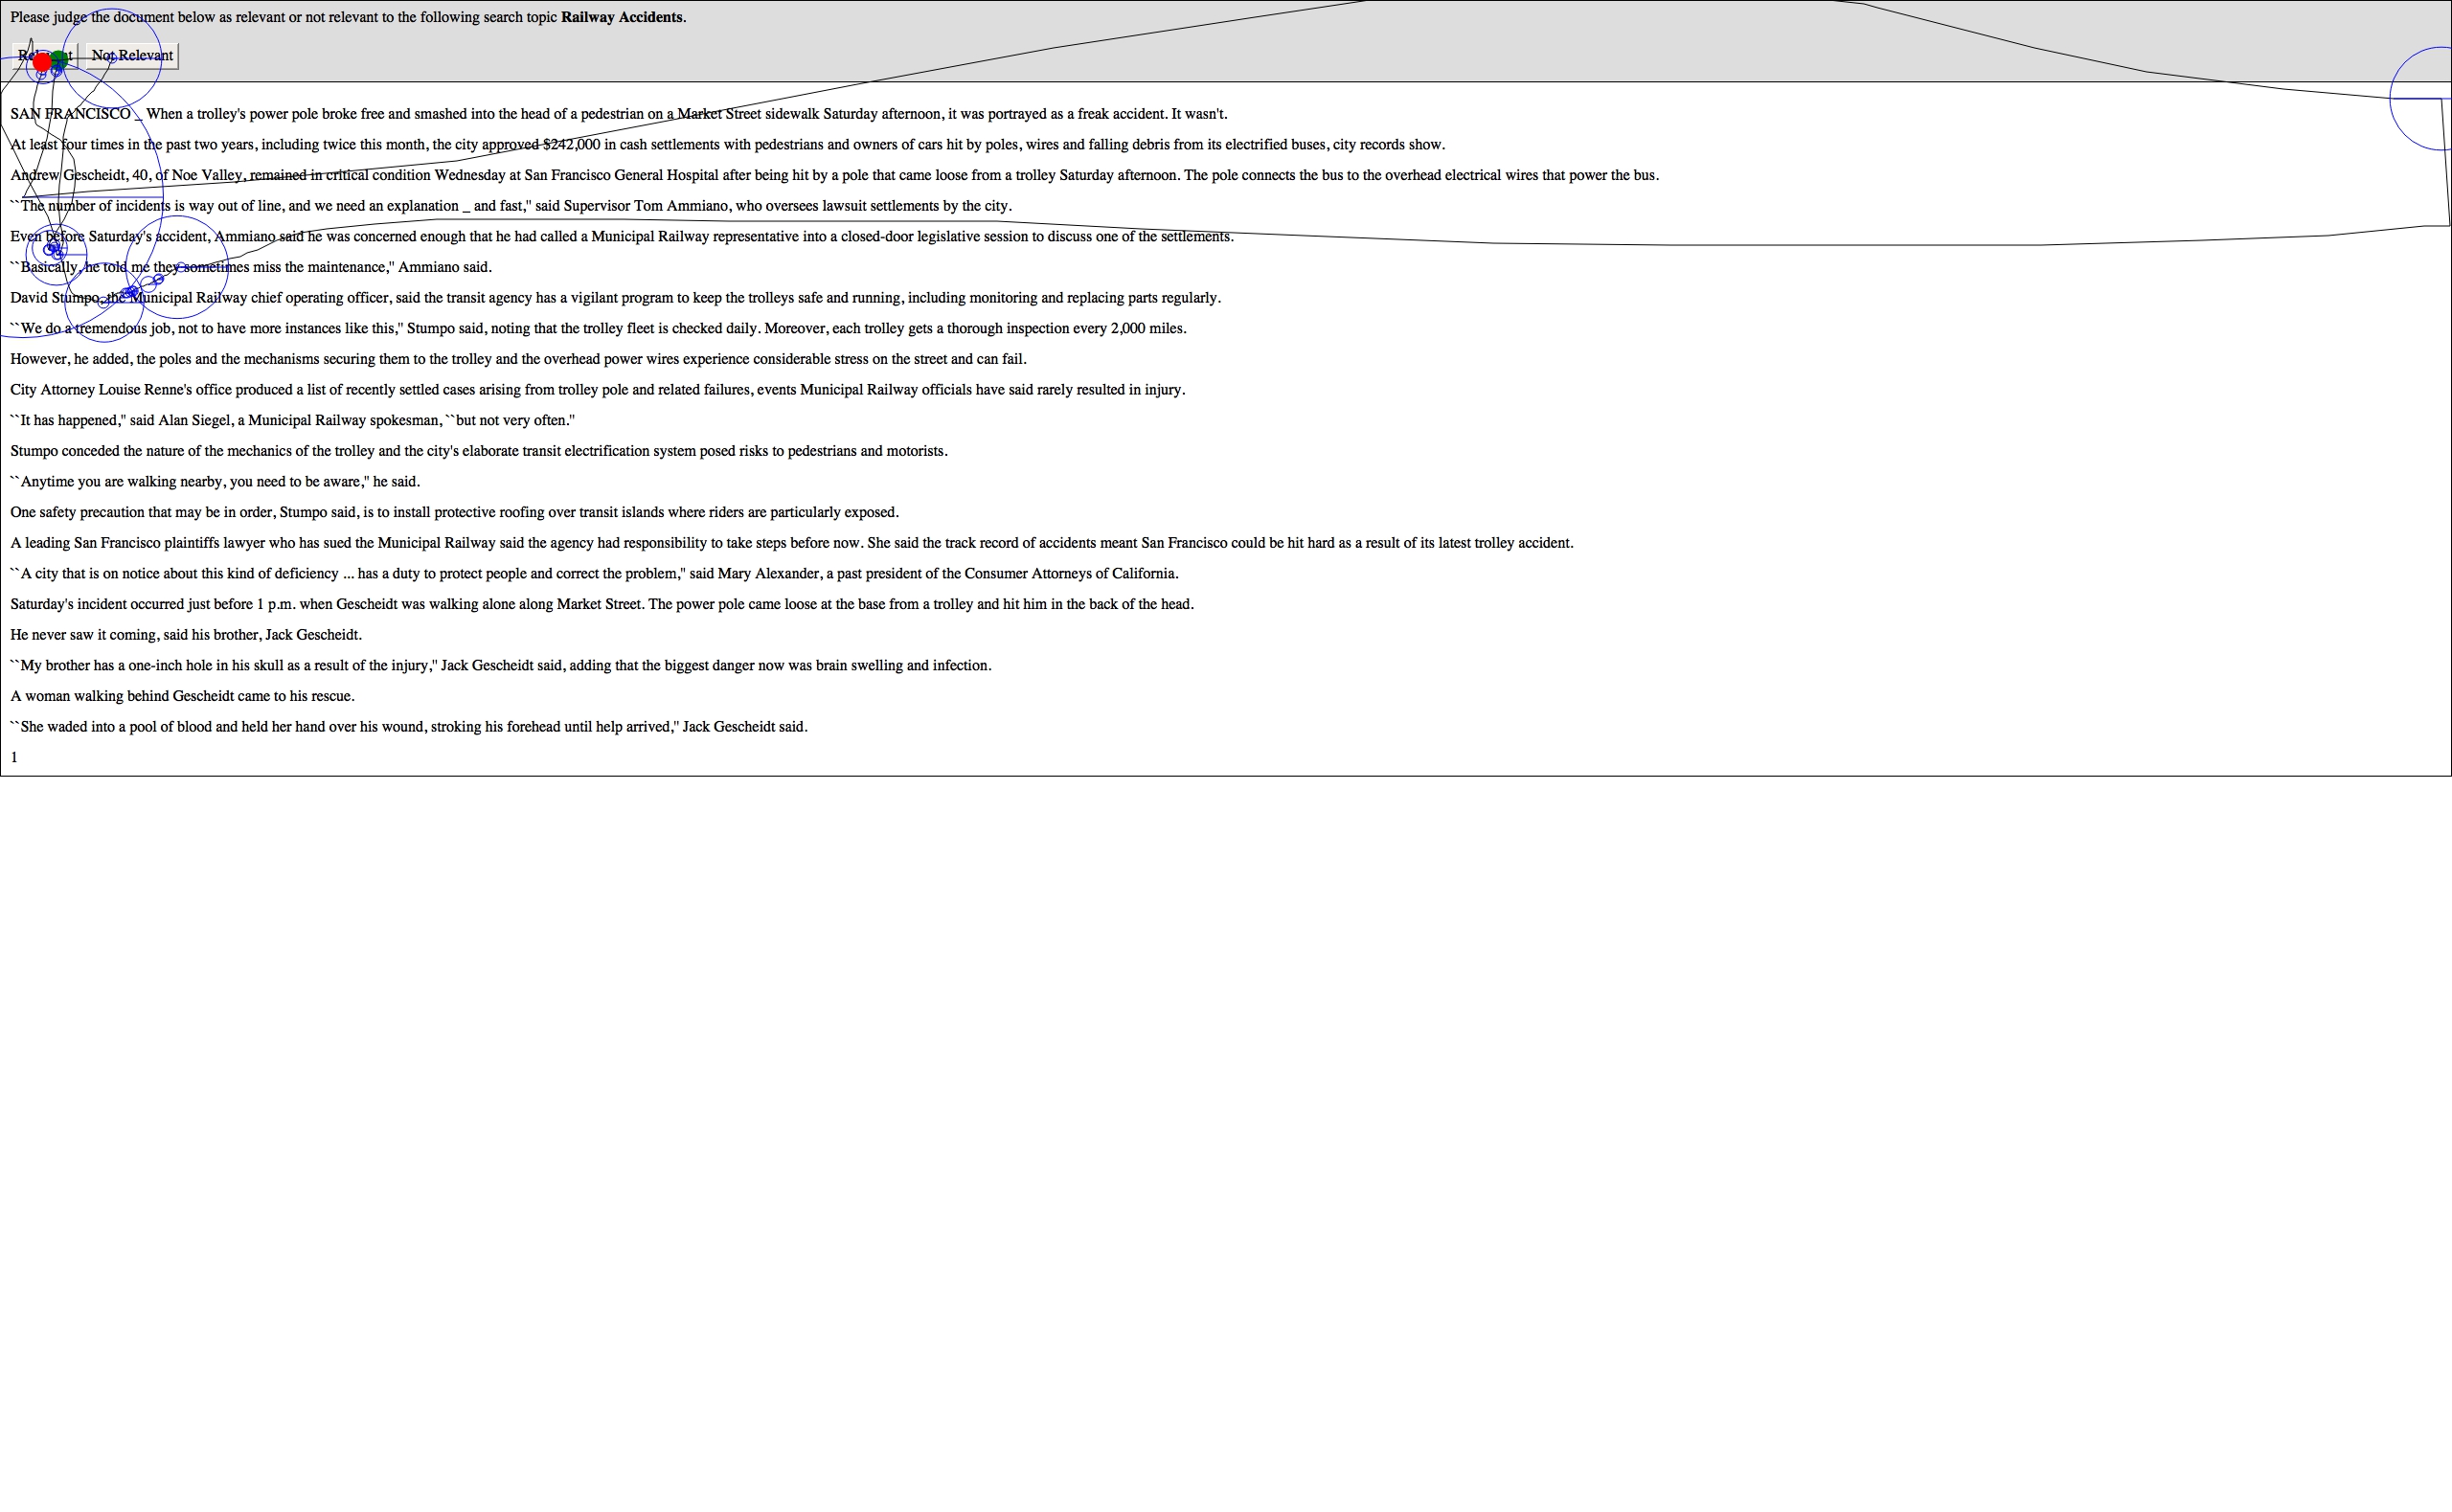 Please judge the document below as relevant or not relevant to the following search topic Railway Accidents.
Not Relevant
SAN FRANCISCO _ When a trolley's power pole broke free and smashed into the head of a pedestrian on a Market Street sidewalk Saturday afternoon, it was portrayed as a freak accident. It wasn't.
At least four times in the past two years, including twice this month, the city approved $242,000 in cash settlements with pedestrians and owners of cars hit by poles, wires and falling debris from its electrified buses, city records show.
Andrew Gescheidt, 40, of Noe Valley, remained in critical condition Wednesday at San Francisco General Hospital after being hit by a pole that came loose from a trolley Saturday afternoon. The pole connects the bus to the overhead electrical wires that power the bus.
``The number of incidents is way out of line, and we need an explanation _ and fast,'' said Supervisor Tom Ammiano, who oversees lawsuit settlements by the city.
Even before Saturday's accident, Ammiano said he was concerned enough that he had called a Municipal Railway representative into a closed-door legislative session to discuss one of the settlements.
``Basically, he told me they sometimes miss the maintenance,'' Ammiano said.
David Stumpo, the Municipal Railway chief operating officer, said the transit agency has a vigilant program to keep the trolleys safe and running, including monitoring and replacing parts regularly.
``We do a tremendous job, not to have more instances like this,'' Stumpo said, noting that the trolley fleet is checked daily. Moreover, each trolley gets a thorough inspection every 2,000 miles.
However, he added, the poles and the mechanisms securing them to the trolley and the overhead power wires experience considerable stress on the street and can fail.
City Attorney Louise Renne's office produced a list of recently settled cases arising from trolley pole and related failures, events Municipal Railway officials have said rarely resulted in injury.
``It has happened,'' said Alan Siegel, a Municipal Railway spokesman, ``but not very often.''
Stumpo conceded the nature of the mechanics of the trolley and the city's elaborate transit electrification system posed risks to pedestrians and motorists.
``Anytime you are walking nearby, you need to be aware,'' he said.
One safety precaution that may be in order, Stumpo said, is to install protective roofing over transit islands where riders are particularly exposed.
A leading San Francisco plaintiffs lawyer who has sued the Municipal Railway said the agency had responsibility to take steps before now. She said the track record of accidents meant San Francisco could be hit hard as a result of its latest trolley accident.
``A city that is on notice about this kind of deficiency ... has a duty to protect people and correct the problem,'' said Mary Alexander, a past president of the Consumer Attorneys of California.
Saturday's incident occurred just before 1 p.m. when Gescheidt was walking alone along Market Street. The power pole came loose at the base from a trolley and hit him in the back of the head.
He never saw it coming, said his brother, Jack Gescheidt.
``My brother has a one-inch hole in his skull as a result of the injury,'' Jack Gescheidt said, adding that the biggest danger now was brain swelling and infection.
A woman walking behind Gescheidt came to his rescue.
``She waded into a pool of blood and held her hand over his wound, stroking his forehead until help arrived,'' Jack Gescheidt said.
1